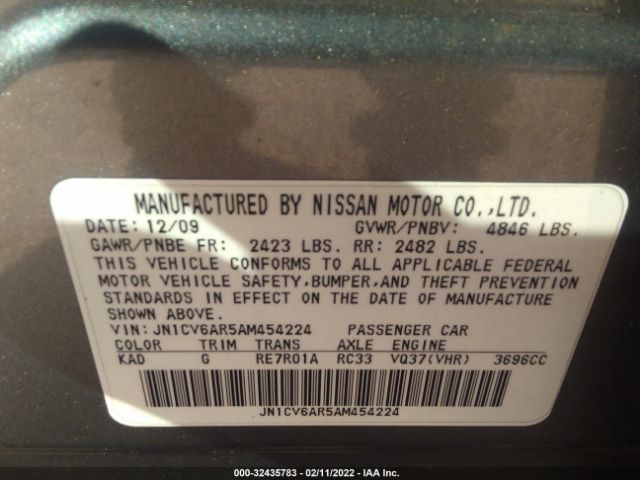 MANUFACTURED BY NISSAN MOTOR CO.,LTD.
DATE: 12/09 GVWR/PNBV: 4846 LBS.
GAWR/PNBE FR: 2423 LBS. RR: 2482 LBS.
THIS VEHICLE CONFORMS TO ALL APPLICABLE FEDERAL
MOTOR VEHICLE SAFETY,BUMPER,AND THEFT PREVENTION
STANDARDS IN EFFECT ON THE DATE OF MANUFACTURE
SHOWN ABOVE.
VIN: JN1CV6AR5AM454224 PASSENGER CAR
COLOR TRIM TRANS AXLE ENGINE
KAD G RE7R01A RC33 VQ37(VHR) 3696CC
JN1CV6AR5AM454224
000-32435783 - 02/11/2022 - IAA Inc.